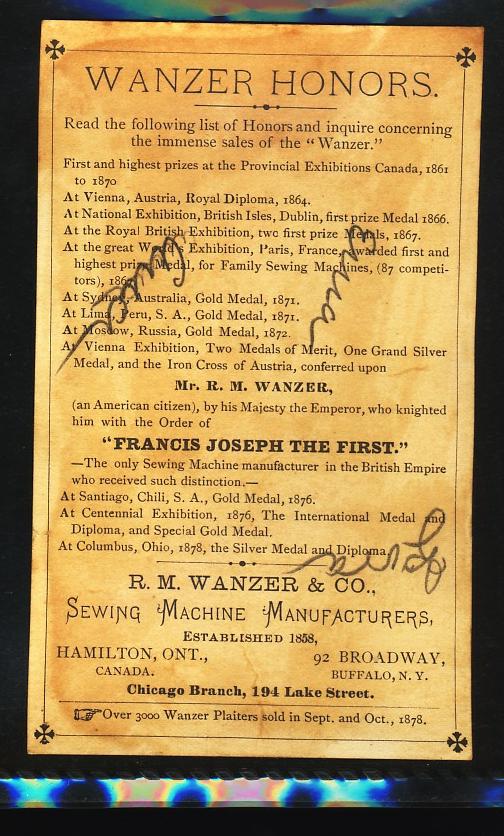 WANZER HONORS.
Read the following list of Honors and inquire concerning
the immense sales of the "Wanzer."
First and highest prizes at the Provincial Exhibitions Canada, 1861
to 1870
At Vienna, Austria, Royal Diploma, 1864.
At National Exhibition, British Isles, Dublin, first prize Medal 1866.
At the Royal British Exhibition, two first prize Medals, 1867.
At the great World's Exhibition, Paris, France, awarded first and
highest prize Medal, for Family Sewing Machines, (87 competi-
tors), 186
At Sydney, Australia, Gold Medal, 1871.
At Lima, Peru, S. A., Gold Medal, 1871.
At Moscow, Russia, Gold Medal, 1872.
At Vienna Exhibition, Two Medals of Merit, One Grand Silver
Medal, and the Iron Cross of Austria, conferred upon
Mr. R. M. WANZER,
(an American citizen), by his Majesty the Emperor, who knighted
him with the Order of
"FRANCIS JOSEPH THE FIRST."
—The only Sewing Machine manufacturer in the British Empire
who received such distinction.—
At Santiago, Chili, S. A., Gold Medal, 1876.
At Centennial Exhibition, 1876, The International Medal and
Diploma, and Special Gold Medal.
At Columbus, Ohio, 1878, the Silver Medal and Diploma.
R. M. WANZER & CO.,
SEWING MACHINE MANUFACTURERS,
ESTABLISHED 1858,
HAMILTON, ONT., 92 BROADWAY,
CANADA. BUFFALO, N. Y.
Chicago Branch, 194 Lake Street.
Over 3000 Wanzer Plaiters sold in Sept. and Oct., 1878.